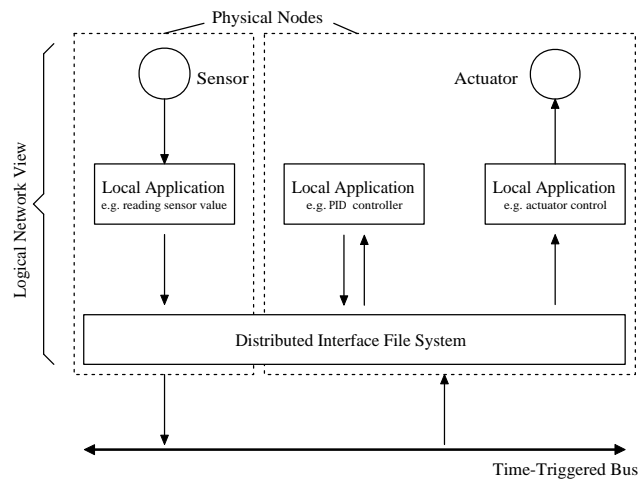 Physical Nodes
Sensor
Actuator
Logical Network View
Local Application
e.g. reading sensor value
Local Application
e.g. PID controller
Local Application
e.g. actuator control
Distributed Interface File System
Time-Triggered Bus